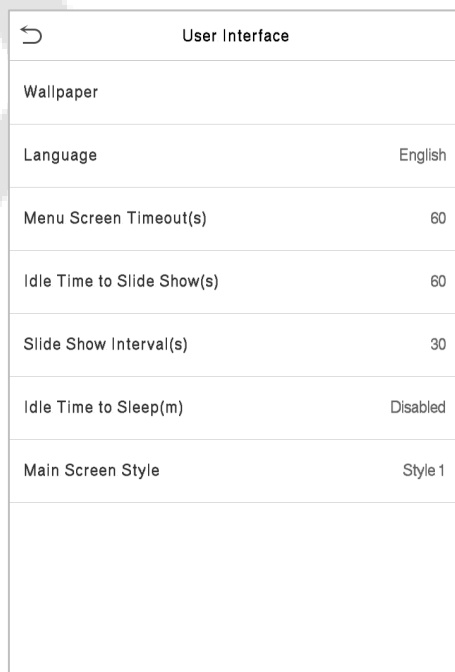 User Interface
Wallpaper
Language English
Menu Screen Timeout(s) 60
Idle Time to Slide Show(s) 60
Slide Show Interval(s) 30
Idle Time to Sleep(m) Disabled
Main Screen Style Style 1